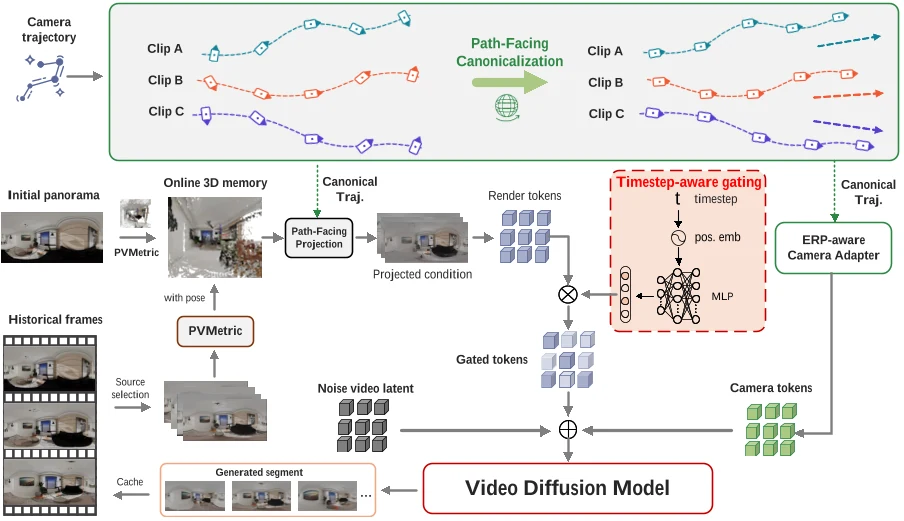 Camera
trajectory
Clip A
Clip B
Clip C
Path-Facing
Canonicalization
Clip A
Clip B
Clip C
Initial panorama
PVMetric
Online 3D memory
Canonical
Traj.
Path-Facing
Projection
Projected condition
Render tokens
Timestep-aware gating
t timestep
pos. emb
MLP
Canonical
Traj.
ERP-aware
Camera Adapter
with pose
PVMetric
Historical frames
Source
selection
Gated tokens
Noise video latent
Camera tokens
Cache
Generated segment
...
Video Diffusion Model